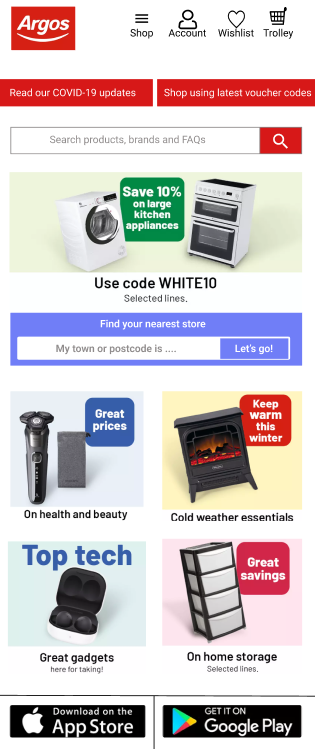 Argos
Shop
Account
Wishlist
Trolley
Read our COVID-19 updates
Shop using latest voucher codes
Search products, brands and FAQs
Save 10%
on large
kitchen
appliances
Use code WHITE10
Selected lines.
Find your nearest store
My town or postcode is ....
Let's go!
Great
prices
On health and beauty
Keep
warm
this
winter
Cold weather essentials
Top tech
Great gadgets
here for taking!
Great
savings
On home storage
Selected lines.
Download on the
App Store
GET IT ON
Google Play